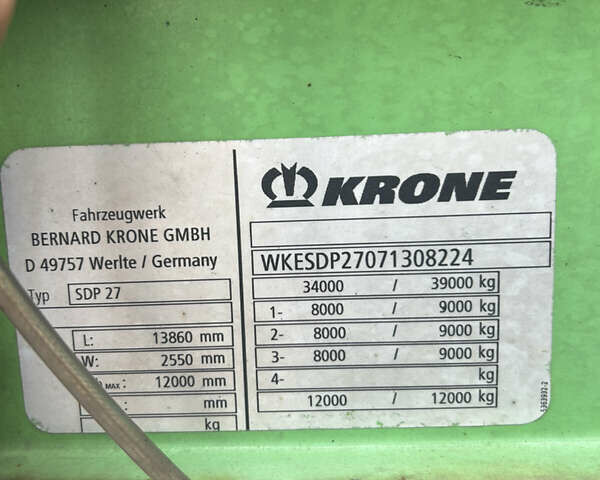 Fahrzeugwerk
BERNARD KRONE GMBH
D 49757 Werlte / Germany
Typ SDP 27
L: 13860 mm
W: 2550 mm
MAX: 12000 mm
: mm
kg
KRONE
WKESDP27071308224
34000 / 39000 kg
1- 8000 / 9000 kg
2- 8000 / 9000 kg
3- 8000 / 9000 kg
4- kg
12000 / 12000 kg
5363932-2